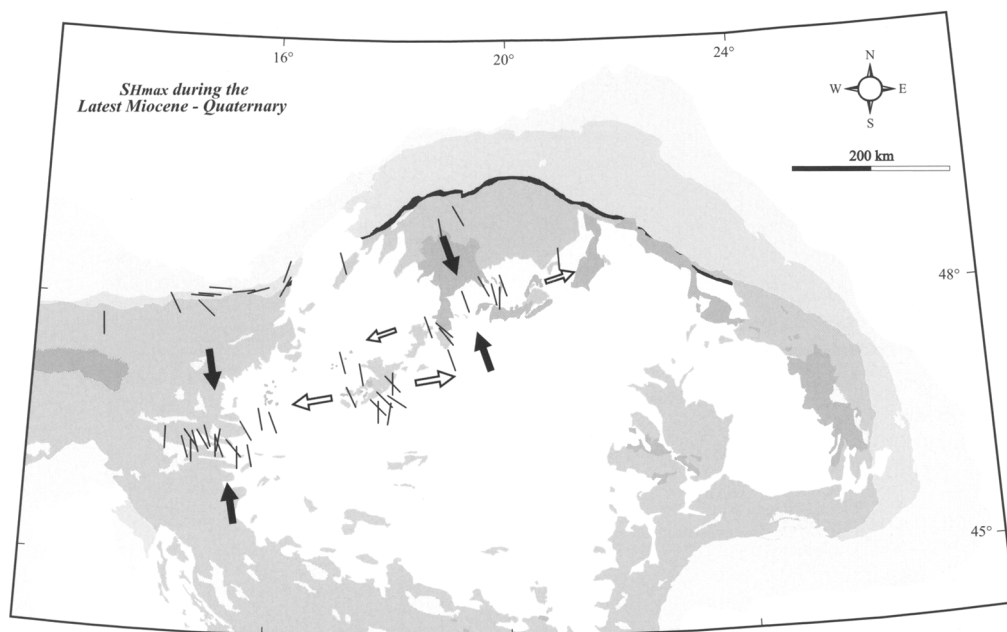 16°
20°
24°
SHmax during the
Latest Miocene - Quaternary
N
W
E
S
200 km
48°
45°